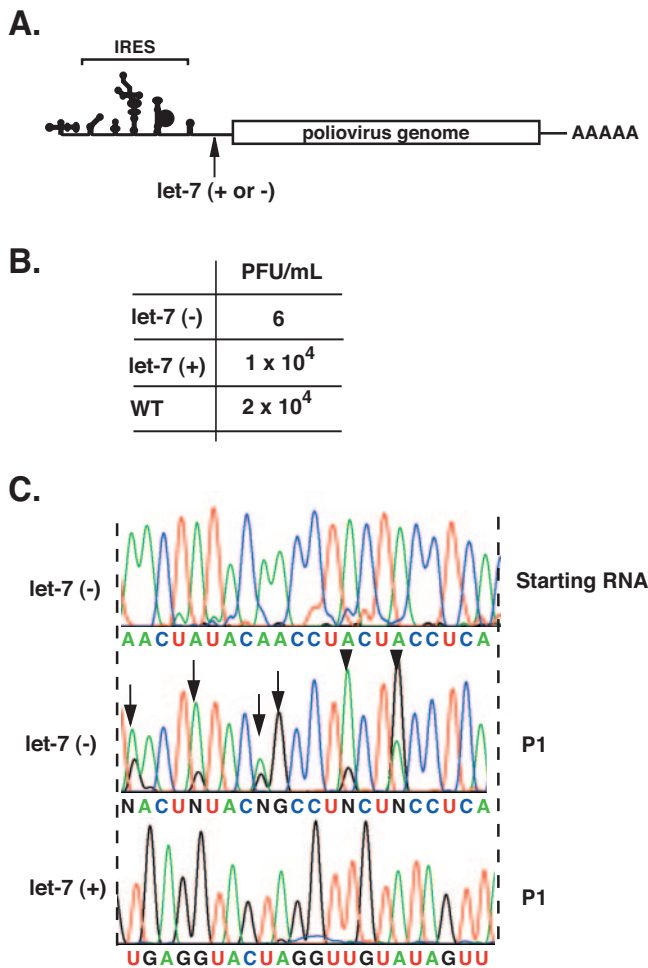 A.
IRES
poliovirus genome
AAAAA
let-7 (+ or -)
B.
PFU/mL
let-7 (-) 6
let-7 (+) 1 x 10^4
WT 2 x 10^4
C.
let-7 (-)
Starting RNA
AACUAUACAACCUACUACCUCA
let-7 (-)
P1
NACUNUACNGCCUNCUNCCUCA
let-7 (+)
P1
UGAGGUACUAGGUUGUAUAGUU